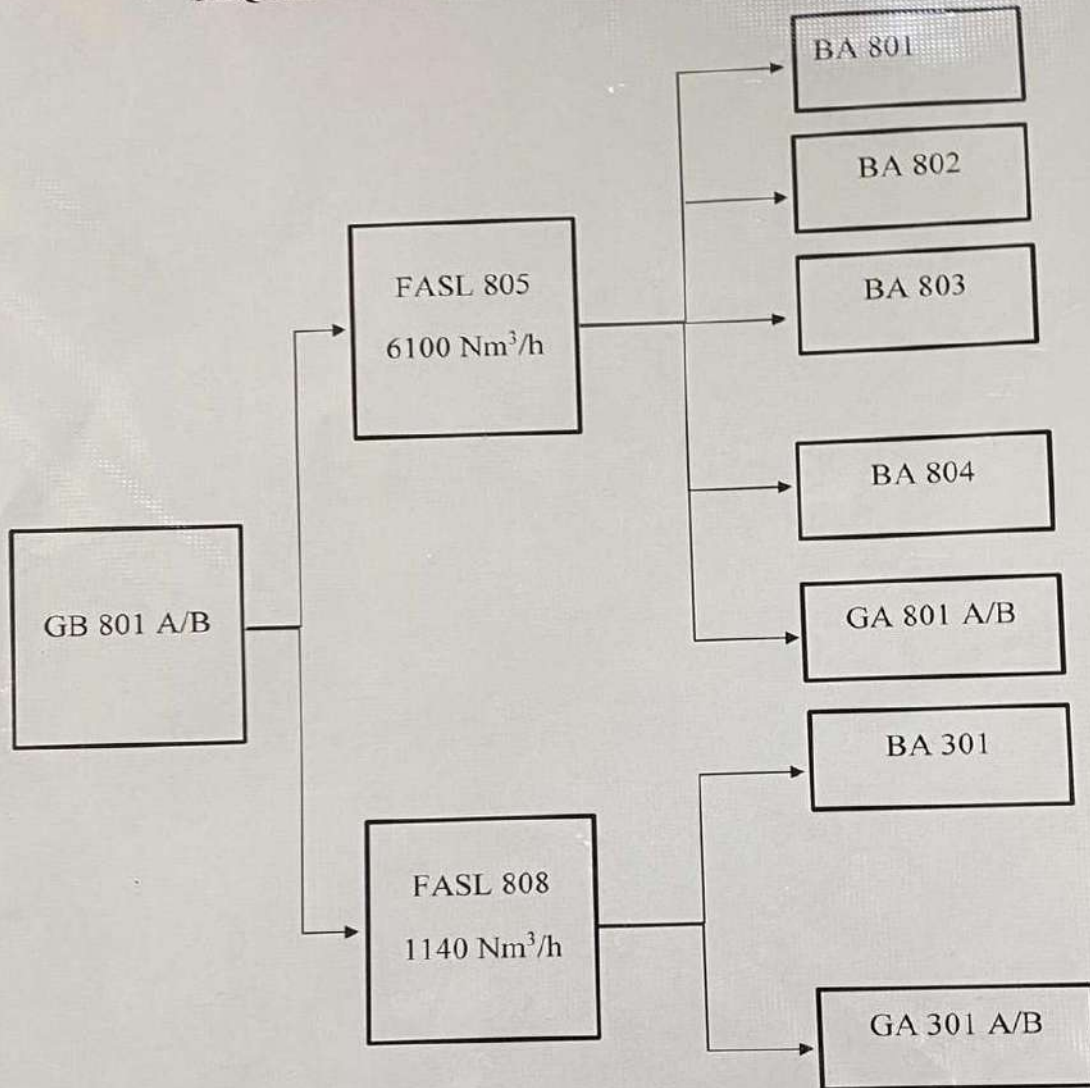 BA 801
BA 802
FASL 805
6100 Nm³/h
BA 803
BA 804
GB 801 A/B
GA 801 A/B
BA 301
FASL 808
1140 Nm³/h
GA 301 A/B